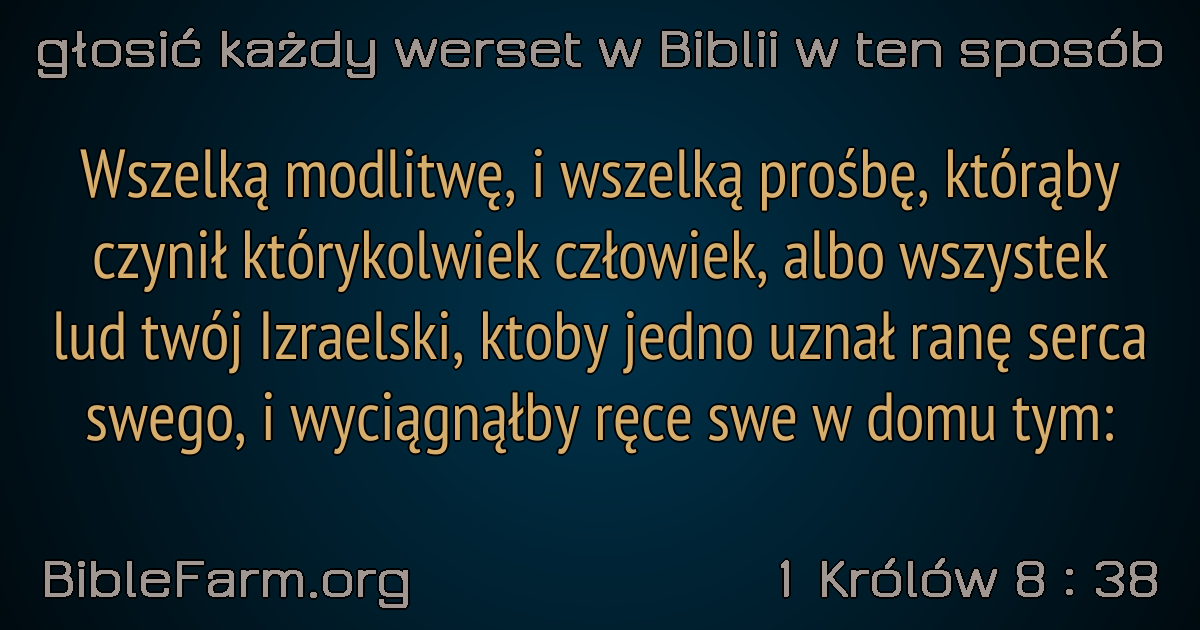 głosić każdy werset w Biblii w ten sposób
Wszelką modlitwę, i wszelką prośbę, którąby
czynił którykolwiek człowiek, albo wszystek
lud twój Izraelski, ktoby jedno uznał ranę serca
swego, i wyciągnąłby ręce swe w domu tym:
BibleFarm.org
1 Królów 8 : 38